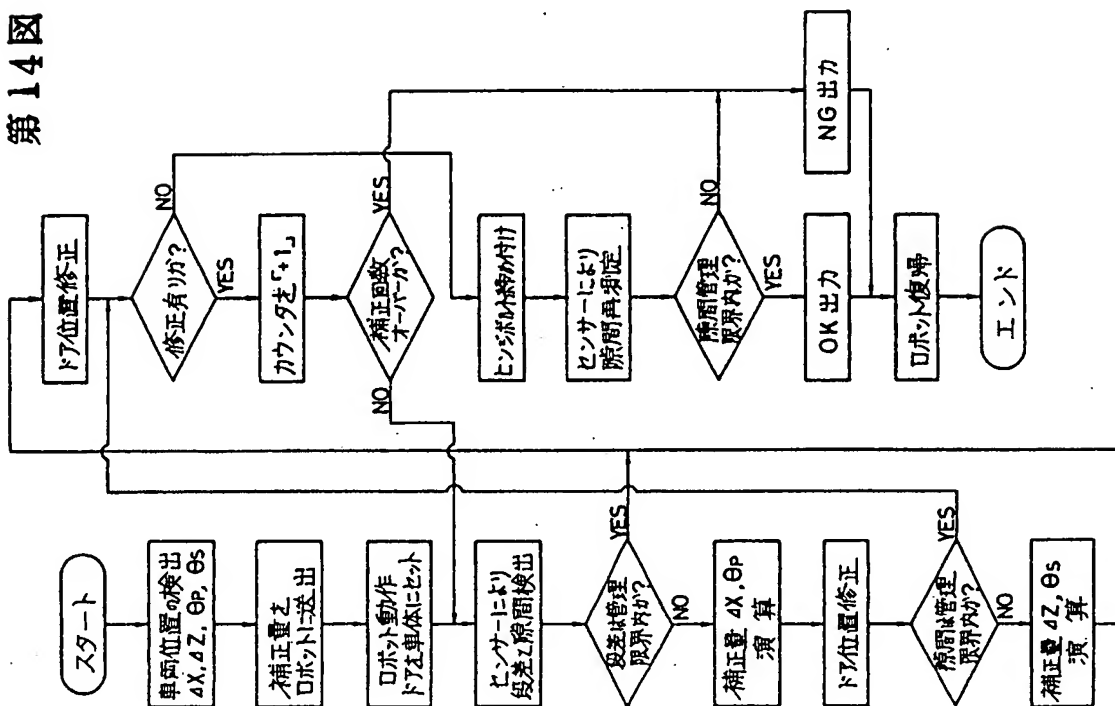 第14図
スタート
車両位置の検出
ΔX, ΔZ, θP, θS
補正量を
ロボットに送出
ロボット動作
ドアを車体にセット
センサーにより
段差と隙間検出
段差は管理
限界内か?
YES
NO
補正量 ΔX, θP
演算
ドア位置修正
隙間は管理
限界内か?
YES
NO
補正量 ΔZ, θS
演算
ドア位置修正
修正有りか?
NO
YES
カウンタを「+1」
補正回数
オーバーか?
YES
NO
ヒンジボルト締め付け
センサーにより
隙間再測定
隙間管理
限界内か?
NO
YES
OK出力
NG出力
ロボット復帰
エンド